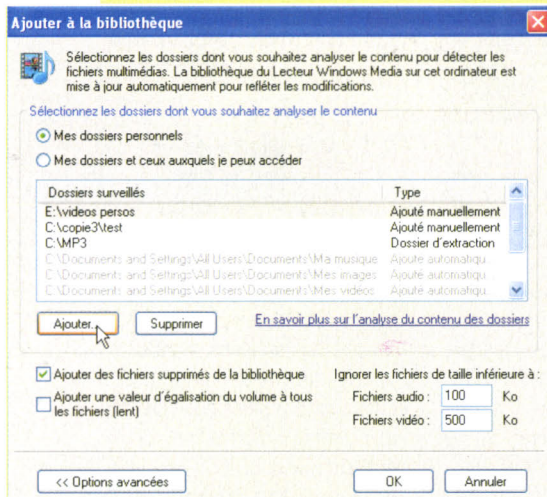 Ajouter à la bibliothèque
Sélectionnez les dossiers dont vous souhaitez analyser le contenu pour détecter les
fichiers multimédias. La bibliothèque du Lecteur Windows Media sur cet ordinateur est
mise à jour automatiquement pour refléter les modifications.
Sélectionnez les dossiers dont vous souhaitez analyser le contenu
Mes dossiers personnels
Mes dossiers et ceux auxquels je peux accéder
Dossiers surveillés Type
E:\videos persos Ajouté manuellement
C:\copie3\test Ajouté manuellement
C:\MP3 Dossier d'extraction
C:\Documents and Settings\All Users\Documents\Ma musique Ajouté automatiqu...
C:\Documents and Settings\All Users\Documents\Mes images Ajouté automatiqu...
C:\Documents and Settings\All Users\Documents\Mes vidéos Ajouté automatiqu...
Ajouter... Supprimer En savoir plus sur l'analyse du contenu des dossiers
Ajouter des fichiers supprimés de la bibliothèque Ignorer les fichiers de taille inférieure à :
Ajouter une valeur d'égalisation du volume à tous Fichiers audio : 100 Ko
les fichiers (lent) Fichiers vidéo : 500 Ko
<< Options avancées OK Annuler